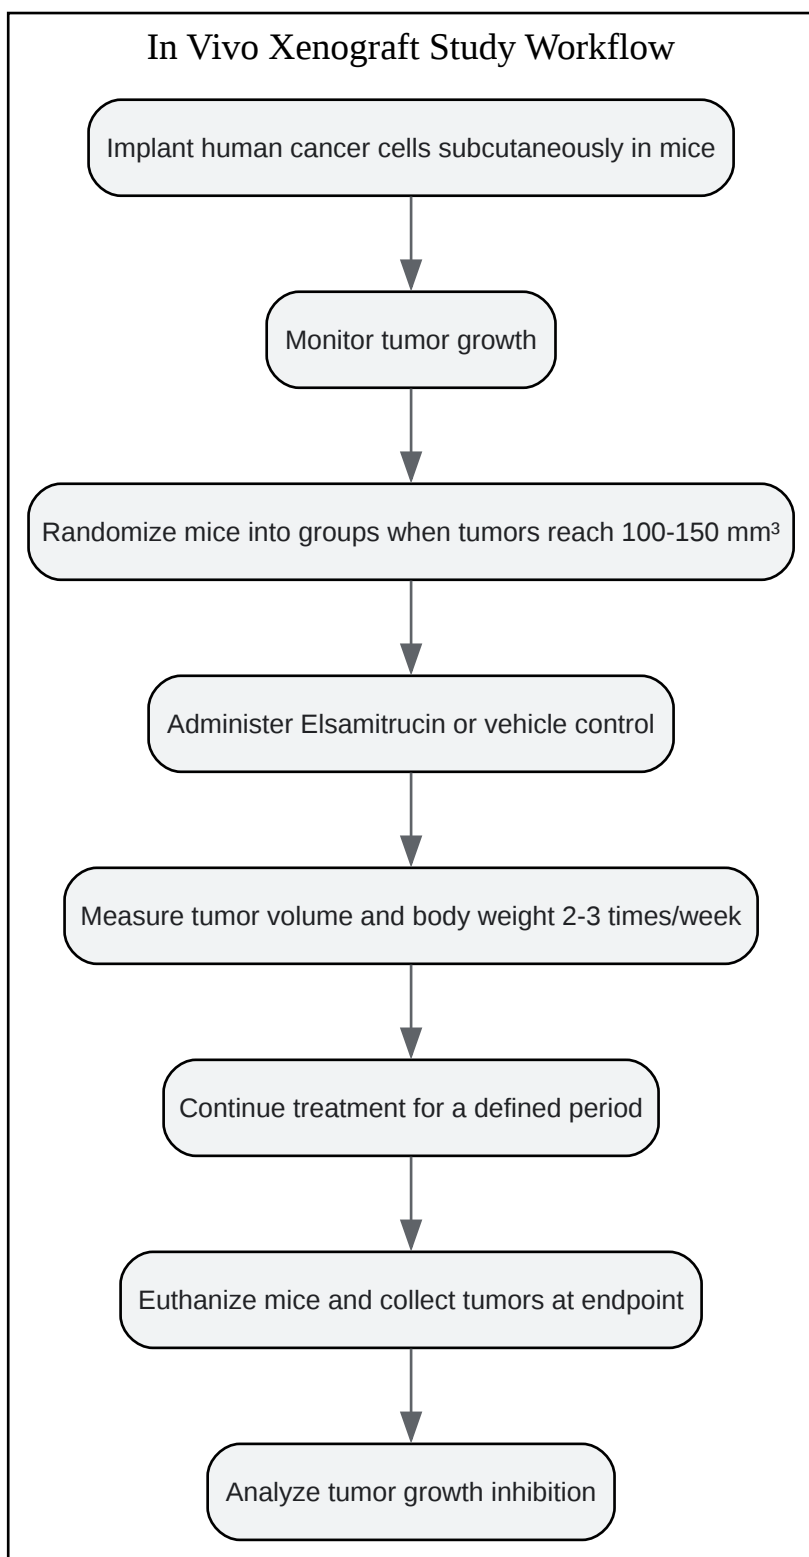 In Vivo Xenograft Study Workflow
Implant human cancer cells subcutaneously in mice
Monitor tumor growth
Randomize mice into groups when tumors reach 100-150 mm³
Administer Elsamitrucin or vehicle control
Measure tumor volume and body weight 2-3 times/week
Continue treatment for a defined period
Euthanize mice and collect tumors at endpoint
Analyze tumor growth inhibition